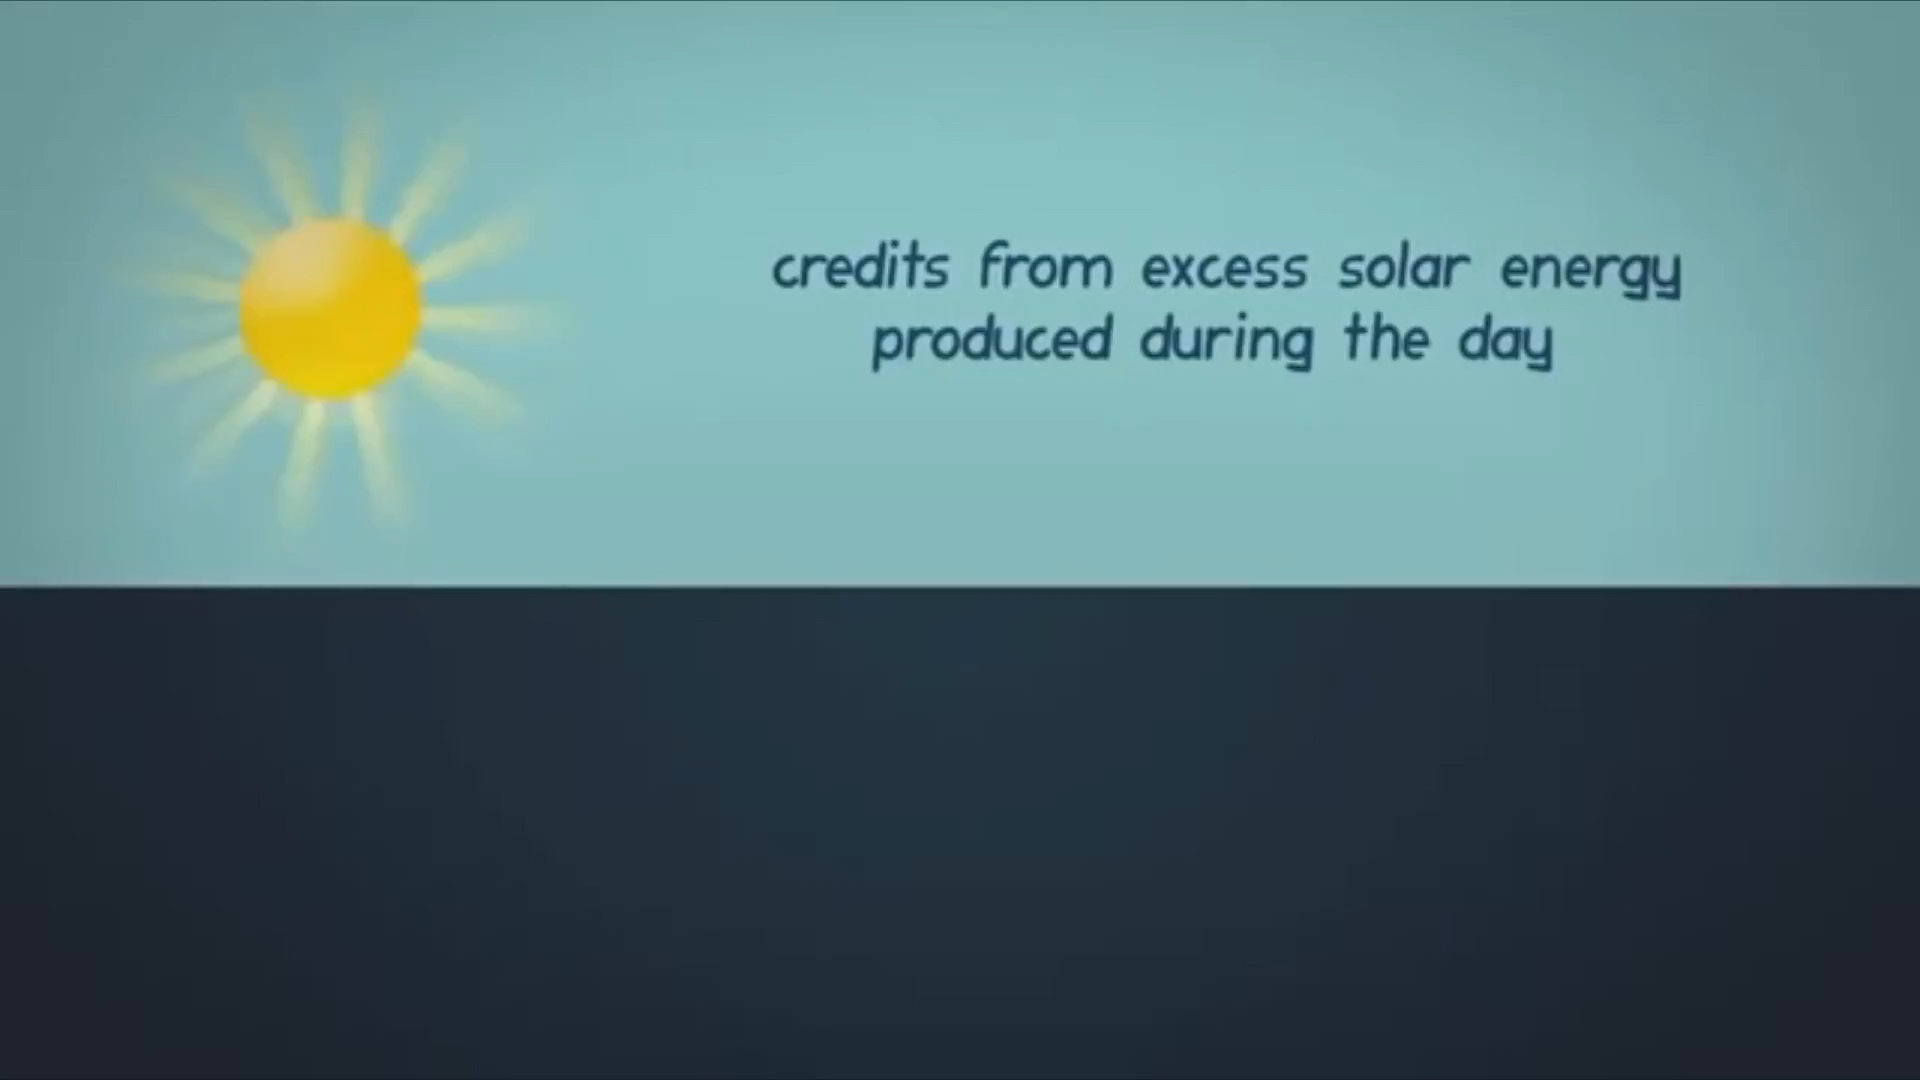 credits from excess solar energy
produced during the day